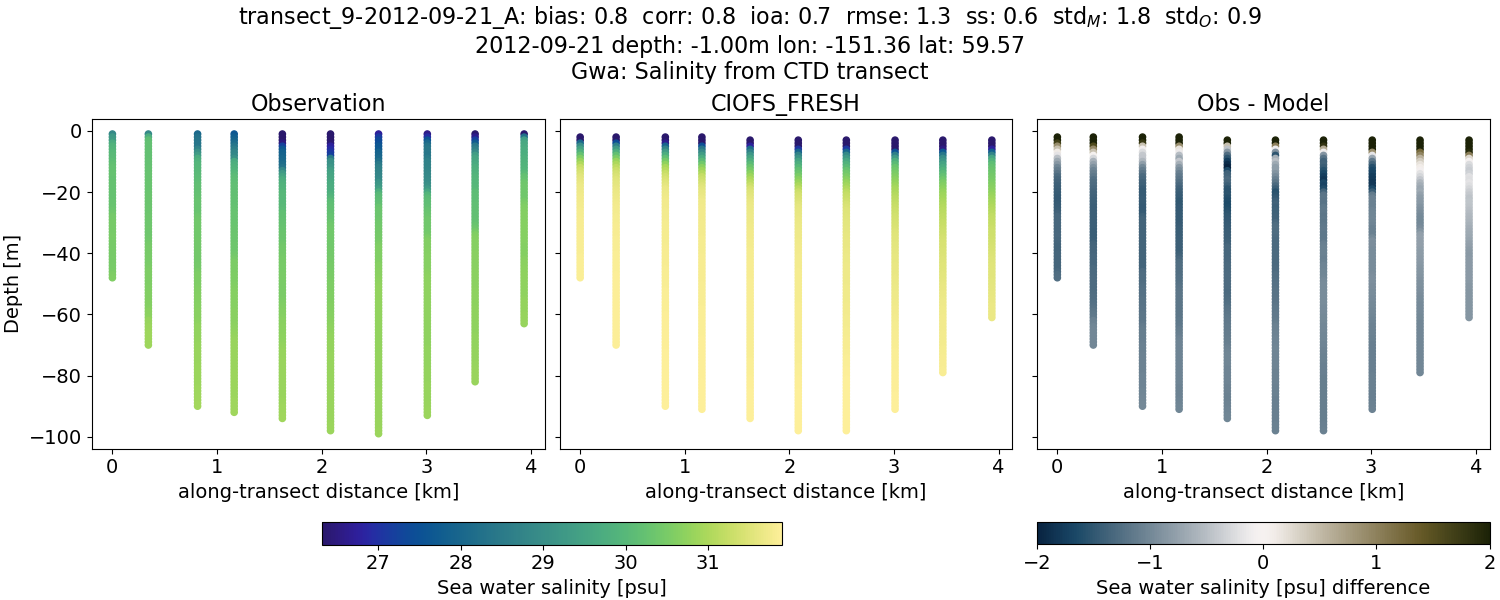 transect_9-2012-09-21_A: bias: 0.8  corr: 0.8  ioa: 0.7  rmse: 1.3  ss: 0.6  std_M: 1.8  std_O: 0.9
2012-09-21 depth: -1.00m lon: -151.36 lat: 59.57
Gwa: Salinity from CTD transect
Observation
CIOFS_FRESH
Obs - Model
Depth [m]
0
−20
−40
−60
−80
−100
0 1 2 3 4
0 1 2 3 4
0 1 2 3 4
along-transect distance [km]
along-transect distance [km]
along-transect distance [km]
27 28 29 30 31
Sea water salinity [psu]
−2 −1 0 1 2
Sea water salinity [psu] difference